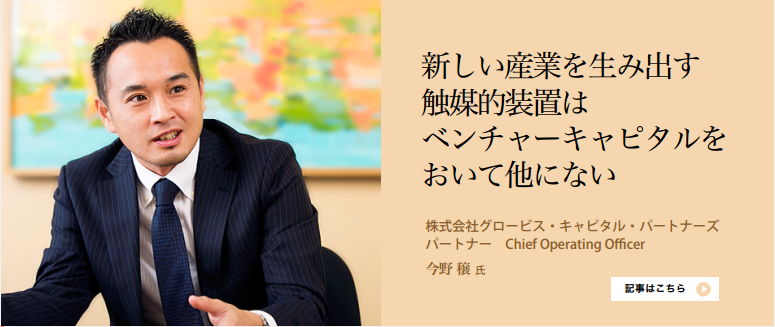 新しい産業を生み出す
触媒的装置は
ベンチャーキャピタルを
おいて他にない
株式会社グロービス・キャピタル・パートナーズ
パートナー　Chief Operating Officer
今野 穣 氏
記事はこちら